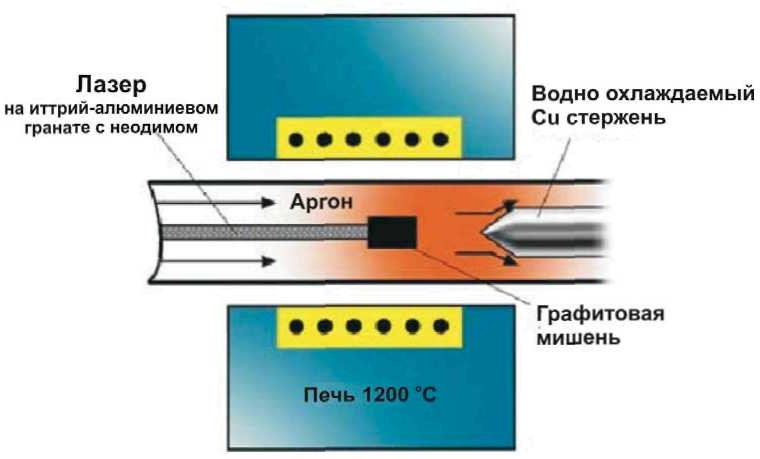 Лазер
на иттрий-алюминиевом
гранате с неодимом
Водно охлаждаемый
Cu стержень
Аргон
Графитовая
мишень
Печь 1200 °C